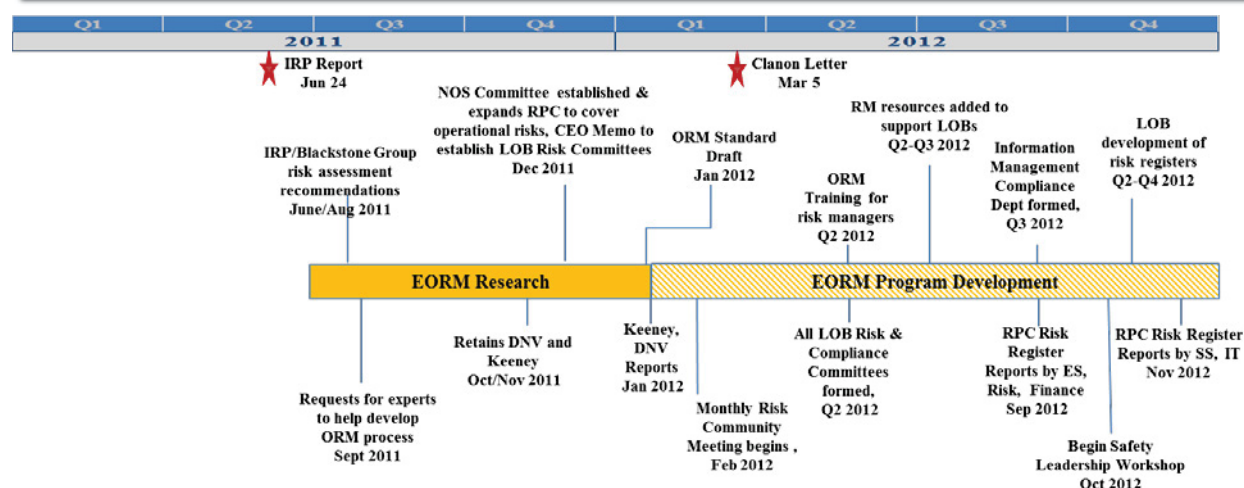 Q1 Q2 Q3 Q4 Q1 Q2 Q3 Q4
2011 2012
IRP Report
Jun 24
Clanon Letter
Mar 5
IRP/Blackstone Group
risk assessment
recommendations
June/Aug 2011
NOS Committee established &
expands RPC to cover
operational risks, CEO Memo to
establish LOB Risk Committees
Dec 2011
ORM Standard
Draft
Jan 2012
ORM
Training for
risk managers
Q2 2012
RM resources added to
support LOBs
Q2-Q3 2012
Information
Management
Compliance
Dept formed,
Q3 2012
LOB
development of
risk registers
Q2-Q4 2012
EORM Research
EORM Program Development
Requests for experts
to help develop
ORM process
Sept 2011
Retains DNV and
Keeney
Oct/Nov 2011
Keeney,
DNV
Reports
Jan 2012
Monthly Risk
Community
Meeting begins ,
Feb 2012
All LOB Risk &
Compliance
Committees
formed,
Q2 2012
RPC Risk
Register
Reports by ES,
Risk, Finance
Sep 2012
Begin Safety
Leadership Workshop
Oct 2012
RPC Risk Register
Reports by SS, IT
Nov 2012